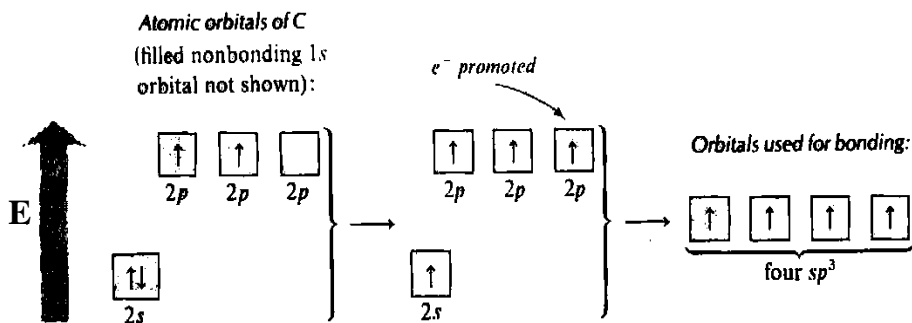 Atomic orbitals of C
(filled nonbonding 1s
orbital not shown):
e⁻ promoted
E
↑ ↑
2p 2p 2p
↑↓
2s
↑ ↑ ↑
2p 2p 2p
↑
2s
Orbitals used for bonding:
↑ ↑ ↑ ↑
four sp³